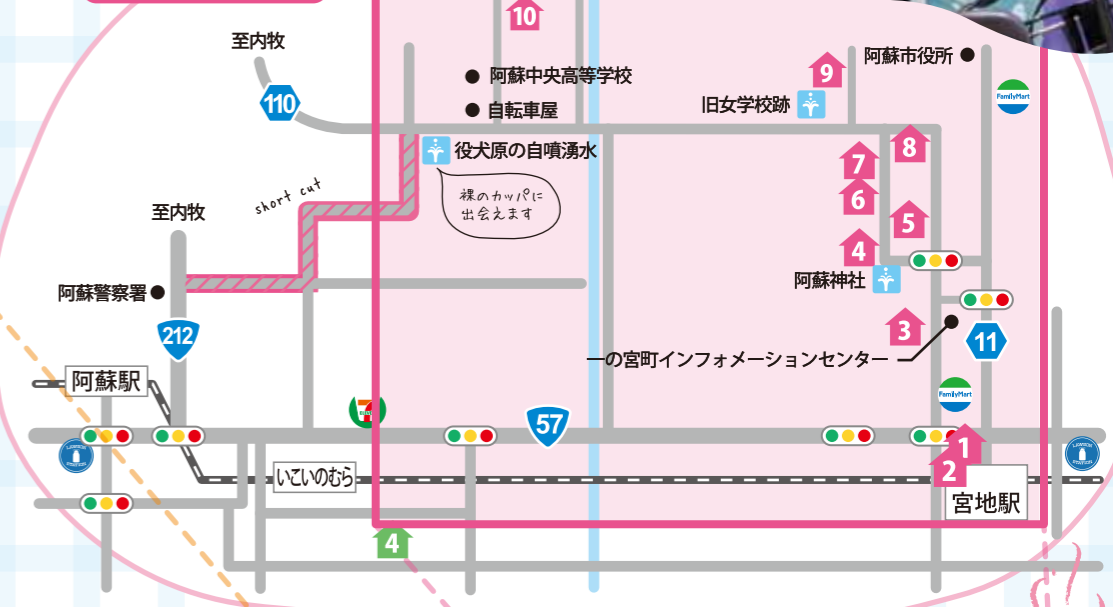 10
至内牧
110
阿蘇中央高等学校
自転車屋
阿蘇市役所
9
旧女学校跡
FamilyMart
役犬原の自噴湧水
裸のカッパに
出会えます
short cut
8
7
6
5
4
阿蘇神社
至内牧
阿蘇警察署
212
3
11
一の宮町インフォメーションセンター
阿蘇駅
7
FamilyMart
57
LAWSON
STATION
1
2
LAWSON
STATION
いこいのむら
宮地駅
4